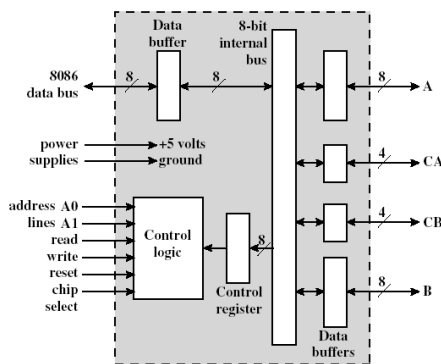 Data
buffer
8-bit
internal
bus
8086
data bus
8
8
8
A
power
supplies
+5 volts
ground
4
CA
address A0
lines A1
read
write
reset
chip
select
Control
logic
8
Control
register
4
CB
8
B
Data
buffers